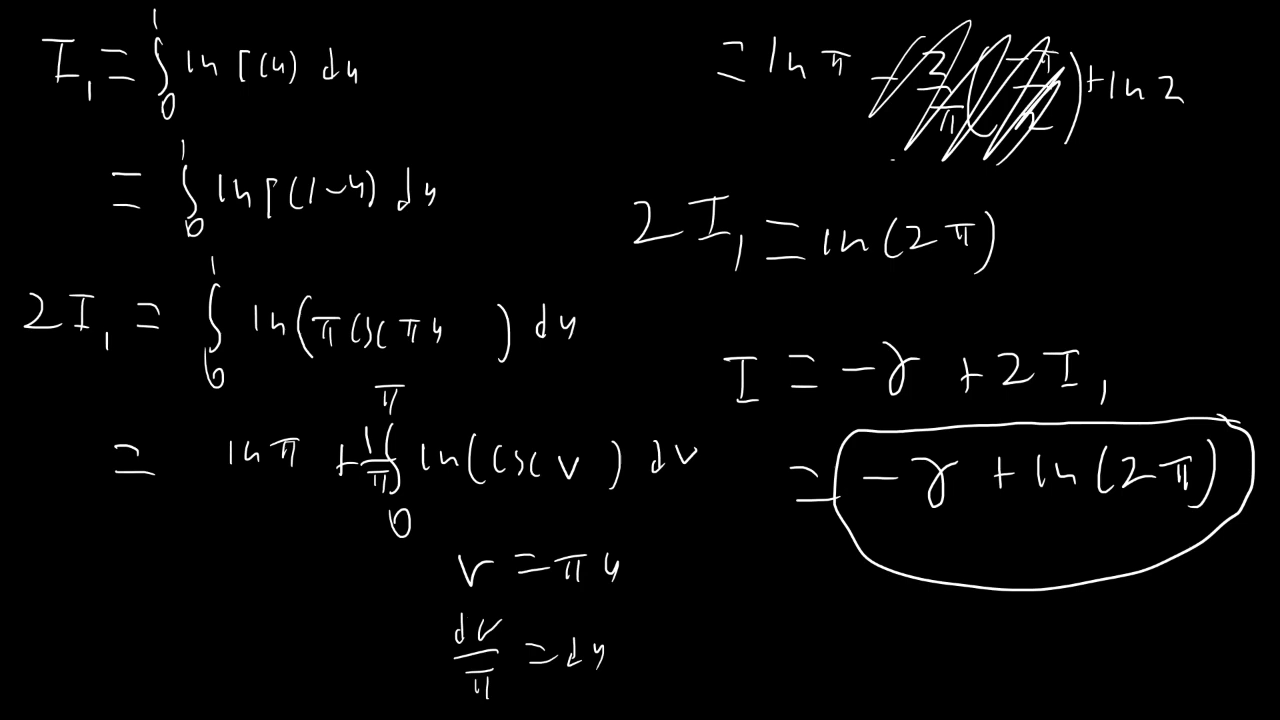 I₁ = ∫₀¹ ln Γ(u) du
= ∫₀¹ ln Γ(1-u) du
2I₁ = ∫₀¹ ln(π csc πu) du
= ln π + 1/π ∫₀^π ln(csc v) dv
v = πu
dv/π = du
= ln π + ln 2
2I₁ = ln(2π)
I = -γ + 2I₁
= -γ + ln(2π)